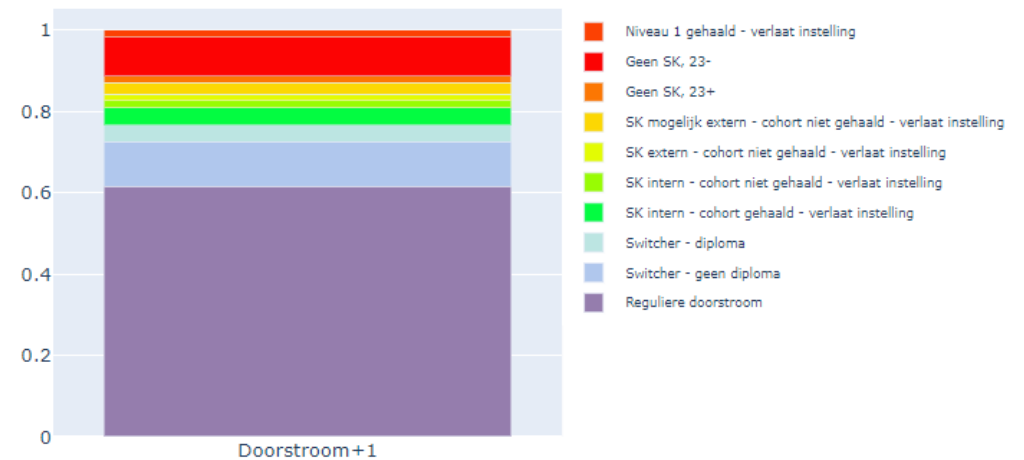 1
0.8
0.6
0.4
0.2
0
Doorstroom+1
Niveau 1 gehaald - verlaat instelling
Geen SK, 23-
Geen SK, 23+
SK mogelijk extern - cohort niet gehaald - verlaat instelling
SK extern - cohort niet gehaald - verlaat instelling
SK intern - cohort niet gehaald - verlaat instelling
SK intern - cohort gehaald - verlaat instelling
Switcher - diploma
Switcher - geen diploma
Reguliere doorstroom